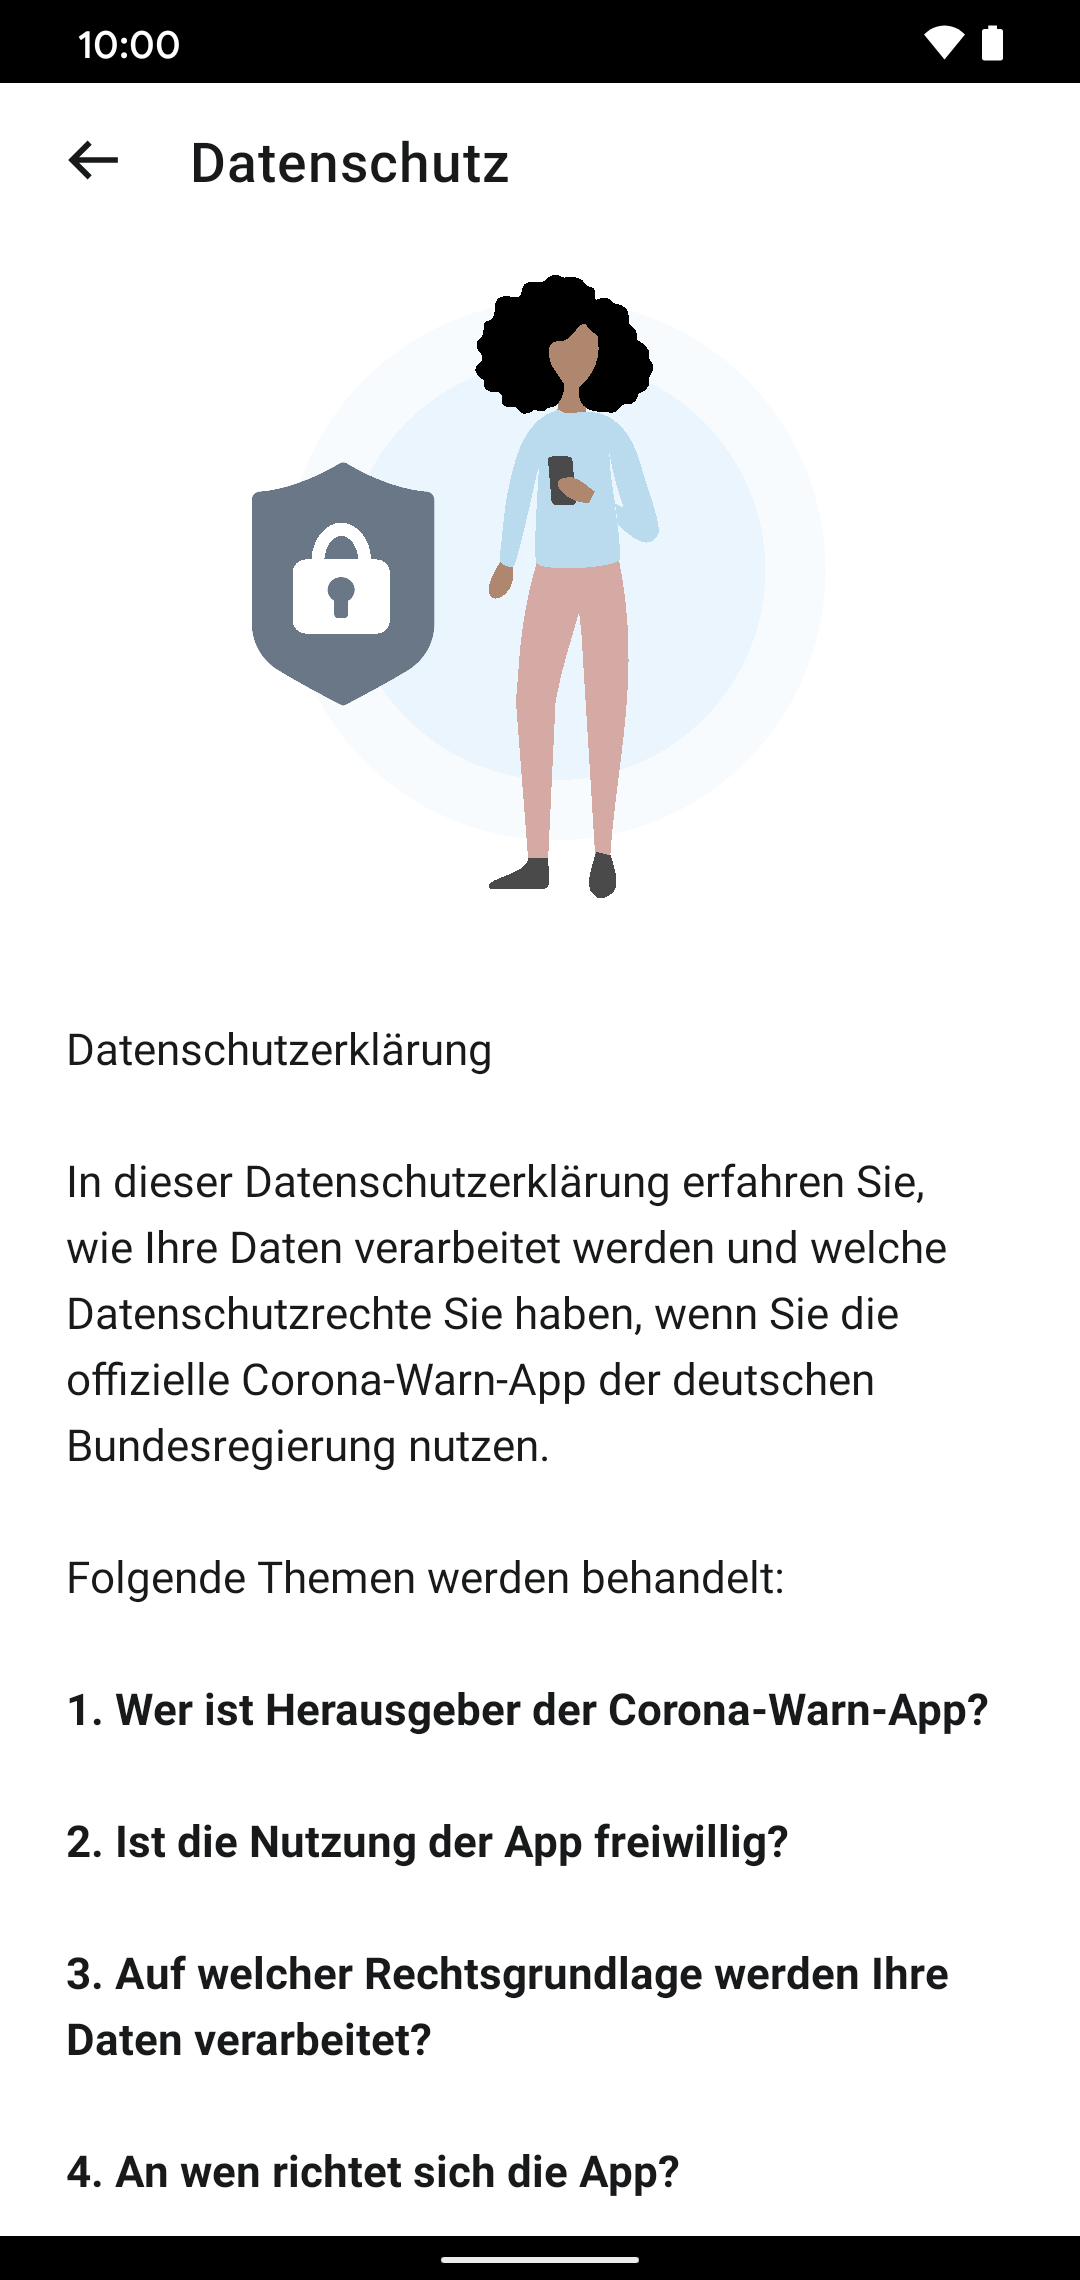 10:00
Datenschutz
Datenschutzerklärung
In dieser Datenschutzerklärung erfahren Sie,
wie Ihre Daten verarbeitet werden und welche
Datenschutzrechte Sie haben, wenn Sie die
offizielle Corona-Warn-App der deutschen
Bundesregierung nutzen.
Folgende Themen werden behandelt:
1. Wer ist Herausgeber der Corona-Warn-App?
2. Ist die Nutzung der App freiwillig?
3. Auf welcher Rechtsgrundlage werden Ihre
Daten verarbeitet?
4. An wen richtet sich die App?